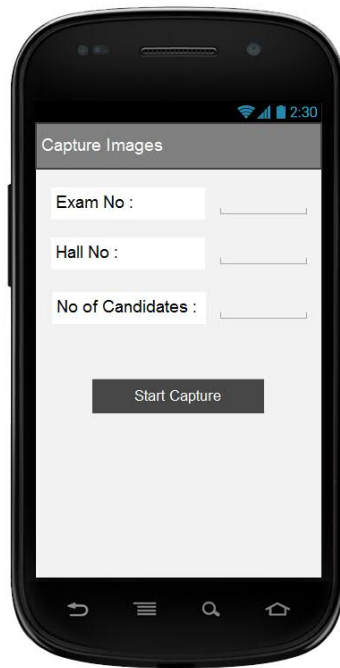 2:30
Capture Images
Exam No :
Hall No :
No of Candidates :
Start Capture